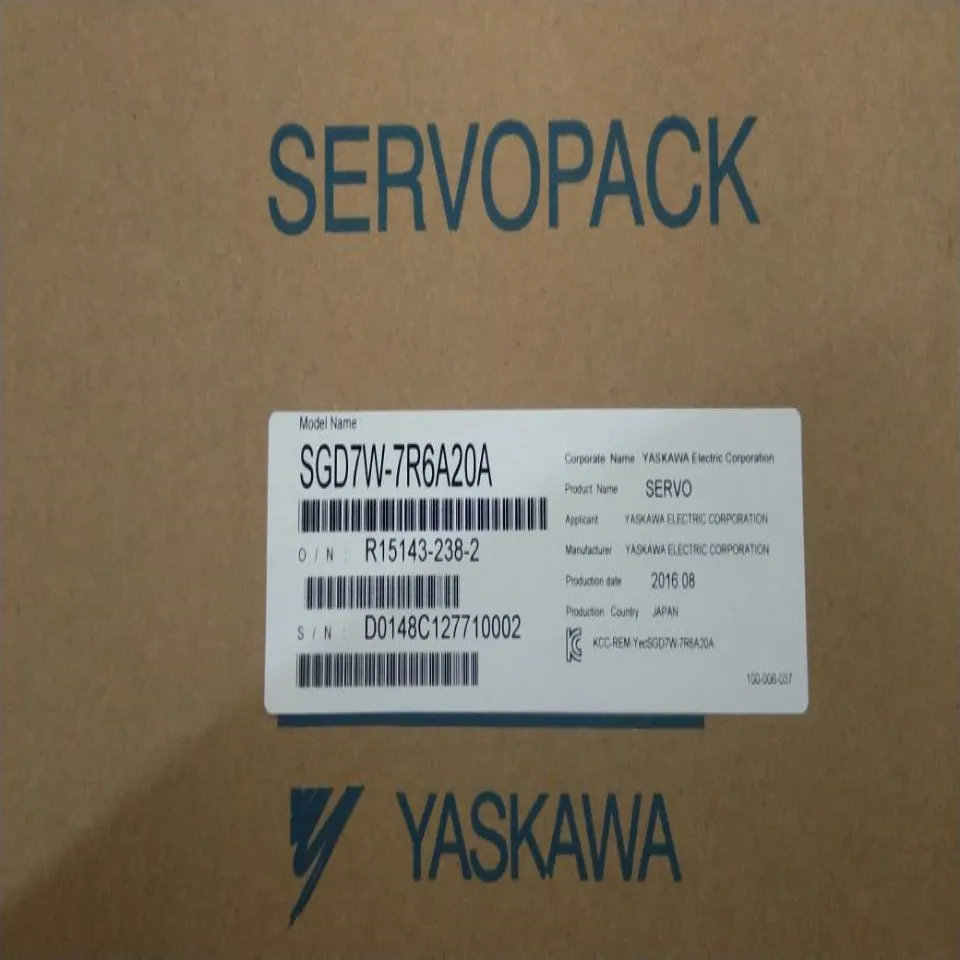 SERVOPACK
Model Name
SGD7W-7R6A20A
O / N : R15143-238-2
S / N : D0148C127710002
Corporate Name YASKAWA Electric Corporation
Product Name SERVO
Applicant YASKAWA ELECTRIC CORPORATION
Manufacturer YASKAWA ELECTRIC CORPORATION
Production date 2016.08
Production Country JAPAN
KCC-REM-YecSGD7W-7R6A20A
100-006-037
YASKAWA